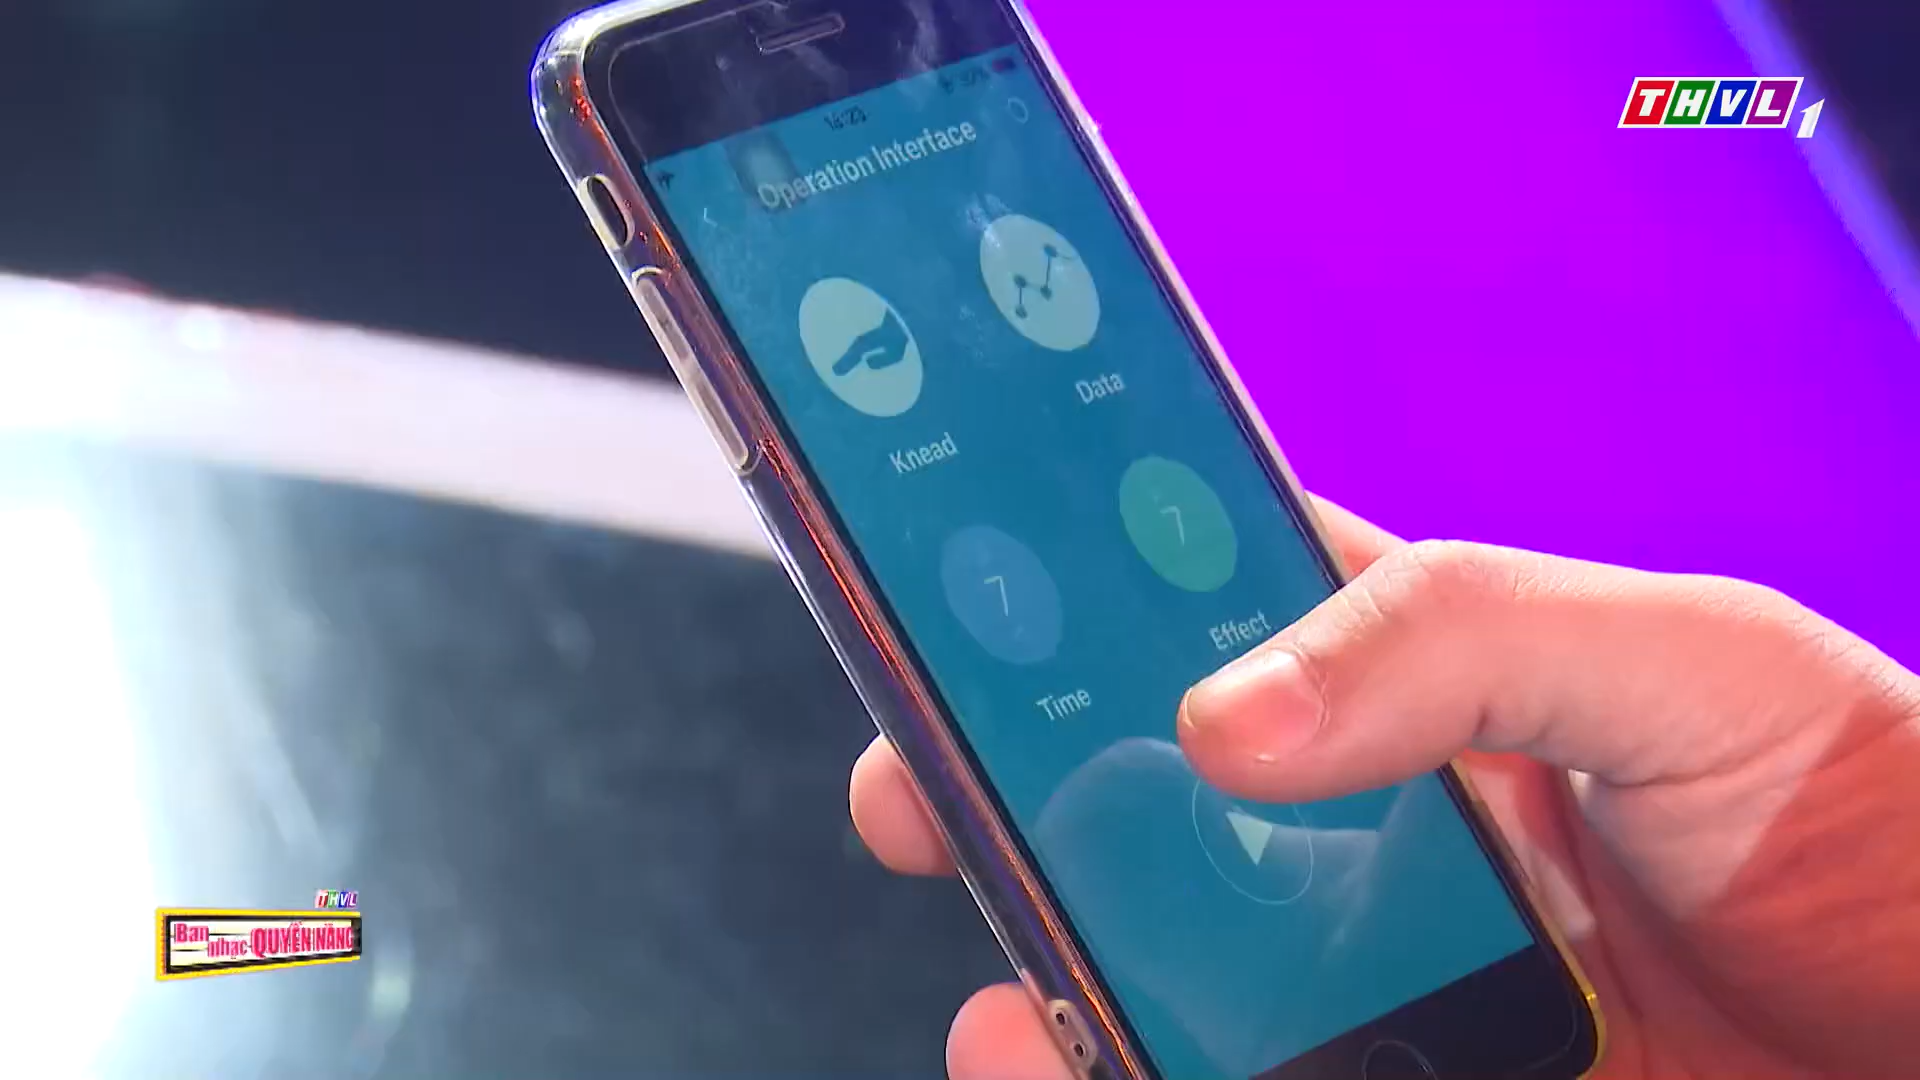 THVL1
Operation Interface
Data
Knead
7
7
Effect
Time
THVL
Ban nhạc QUYỀN NĂNG